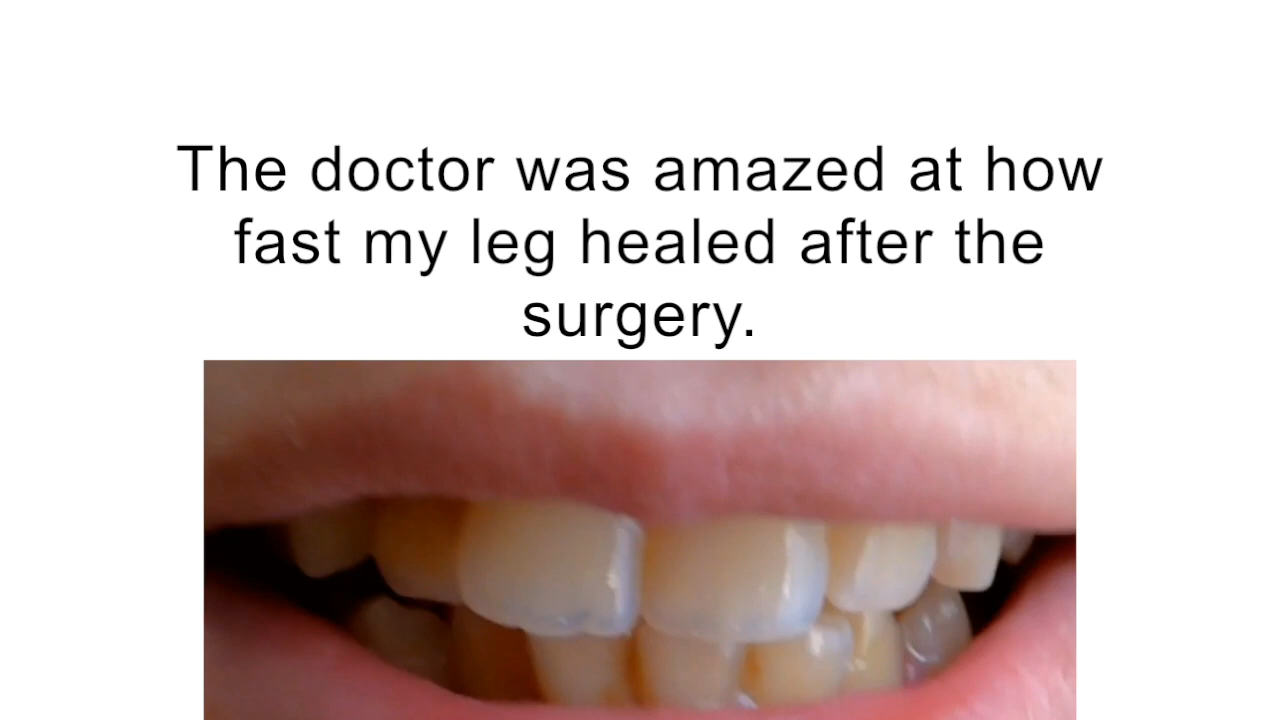 The doctor was amazed at how
fast my leg healed after the
surgery.